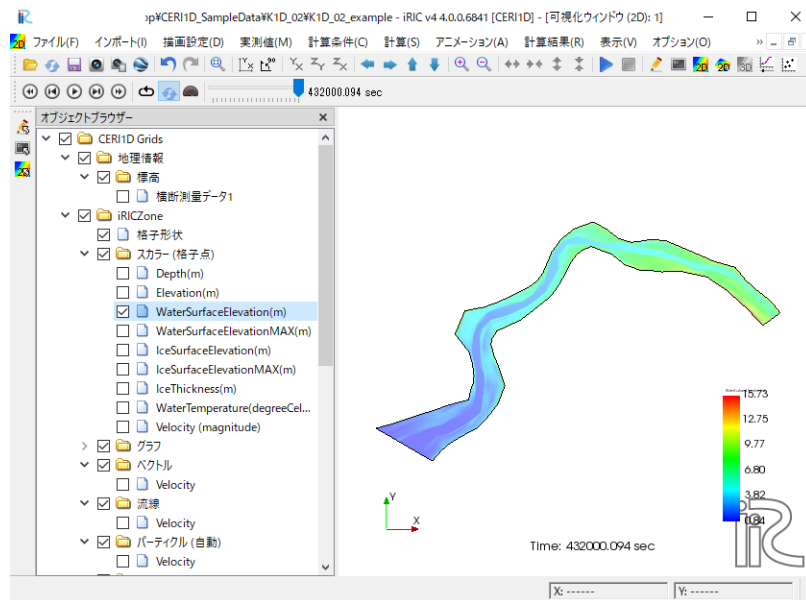 op¥CERI1D_SampleData¥K1D_02¥K1D_02_example - iRIC v4 4.0.0.6841 [CERI1D] - [可視化ウィンドウ (2D): 1]
ファイル(F) インポート(I) 描画設定(D) 実測値(M) 計算条件(C) 計算(S) アニメーション(A) 計算結果(R) 表示(V) オプション(O) »
432000.094 sec
オブジェクトブラウザー
CERI1D Grids
地理情報
標高
横断測量データ1
iRICZone
格子形状
スカラー (格子点)
Depth(m)
Elevation(m)
WaterSurfaceElevation(m)
WaterSurfaceElevationMAX(m)
IceSurfaceElevation(m)
IceSurfaceElevationMAX(m)
IceThickness(m)
WaterTemperature(degreeCel...
Velocity (magnitude)
グラフ
ベクトル
Velocity
流線
Velocity
パーティクル (自動)
Velocity
15.73
12.75
9.77
6.80
3.82
0.84
Y
X
Time: 432000.094 sec
iRIC
X: ------
Y: ------